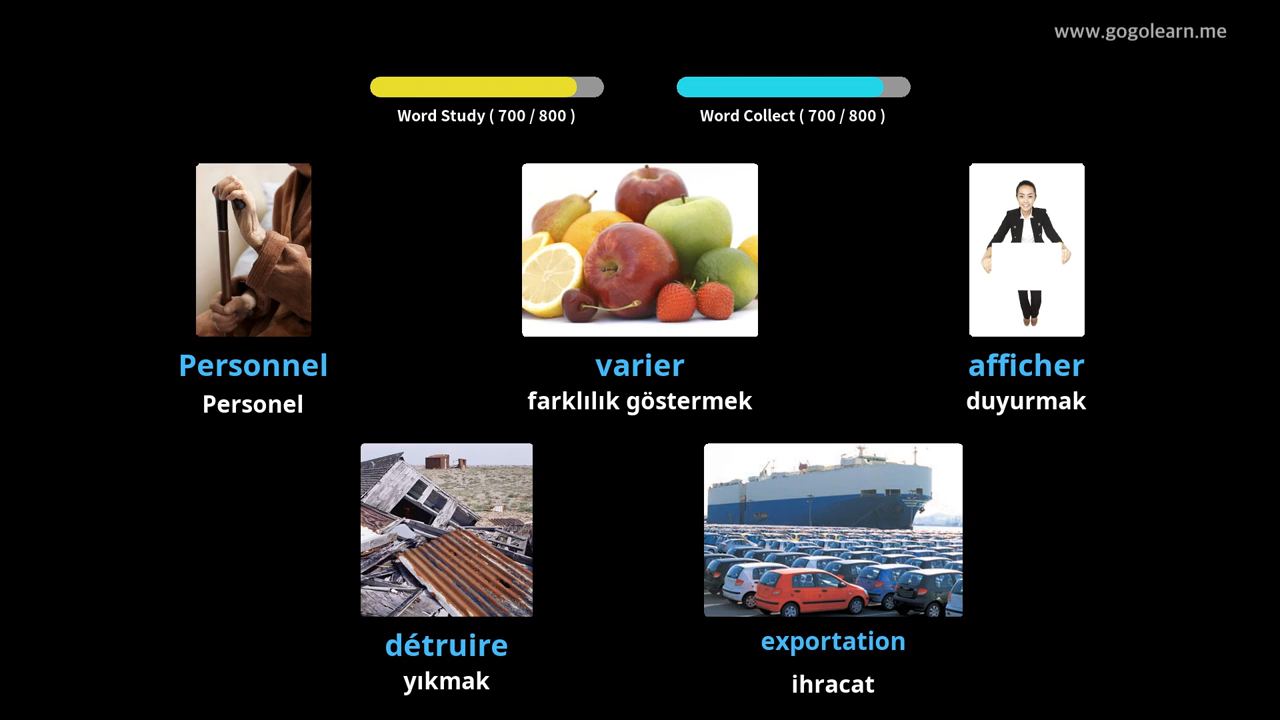 www.gogolearn.me
Word Study ( 700 / 800 )
Word Collect ( 700 / 800 )
Personnel
Personel
varier
farklılık göstermek
afficher
duyurmak
détruire
yıkmak
exportation
ihracat